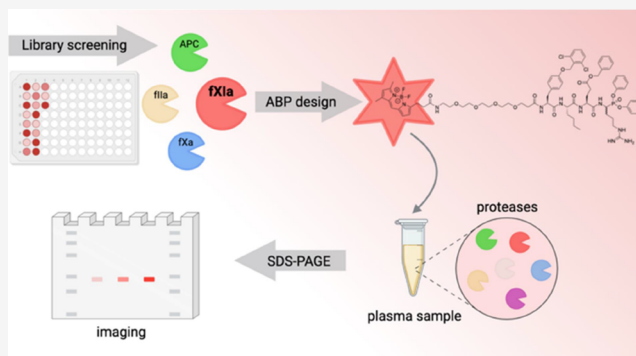 Library screening
APC
fIIa
fXIa
fXa
ABP design
proteases
plasma sample
SDS-PAGE
imaging